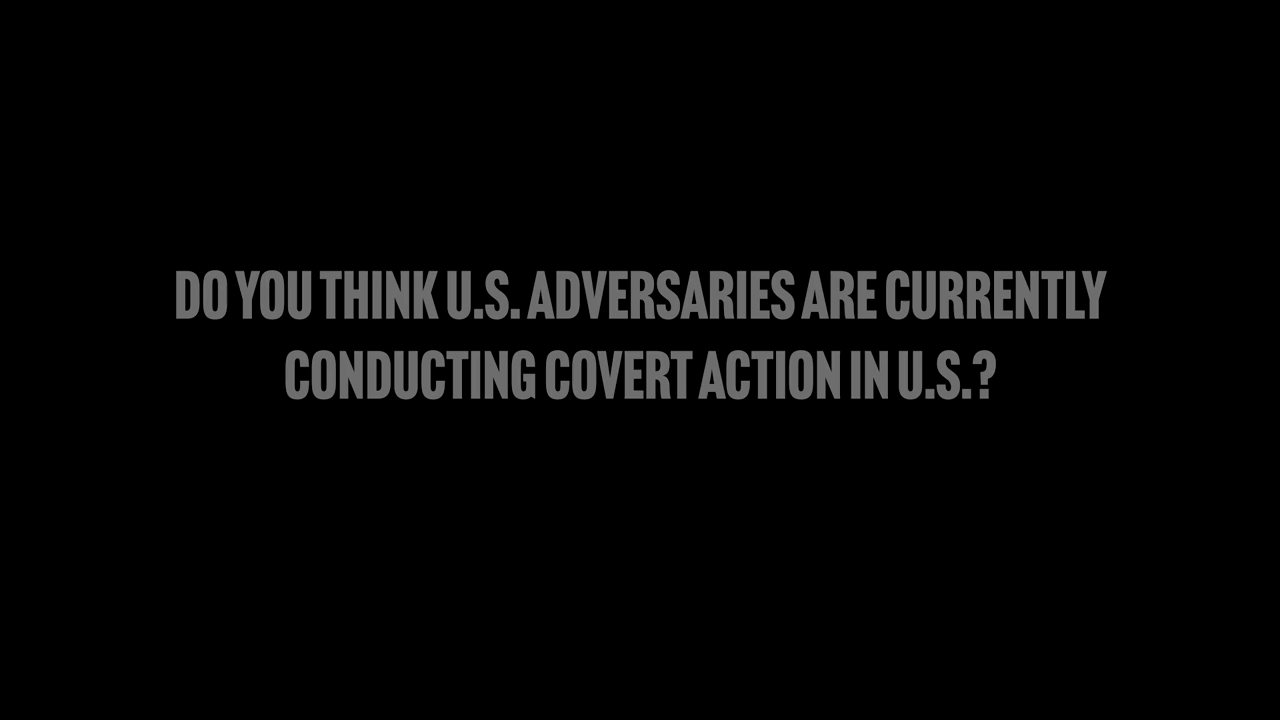 DO YOU THINK U.S. ADVERSARIES ARE CURRENTLY
CONDUCTING COVERT ACTION IN U.S.?